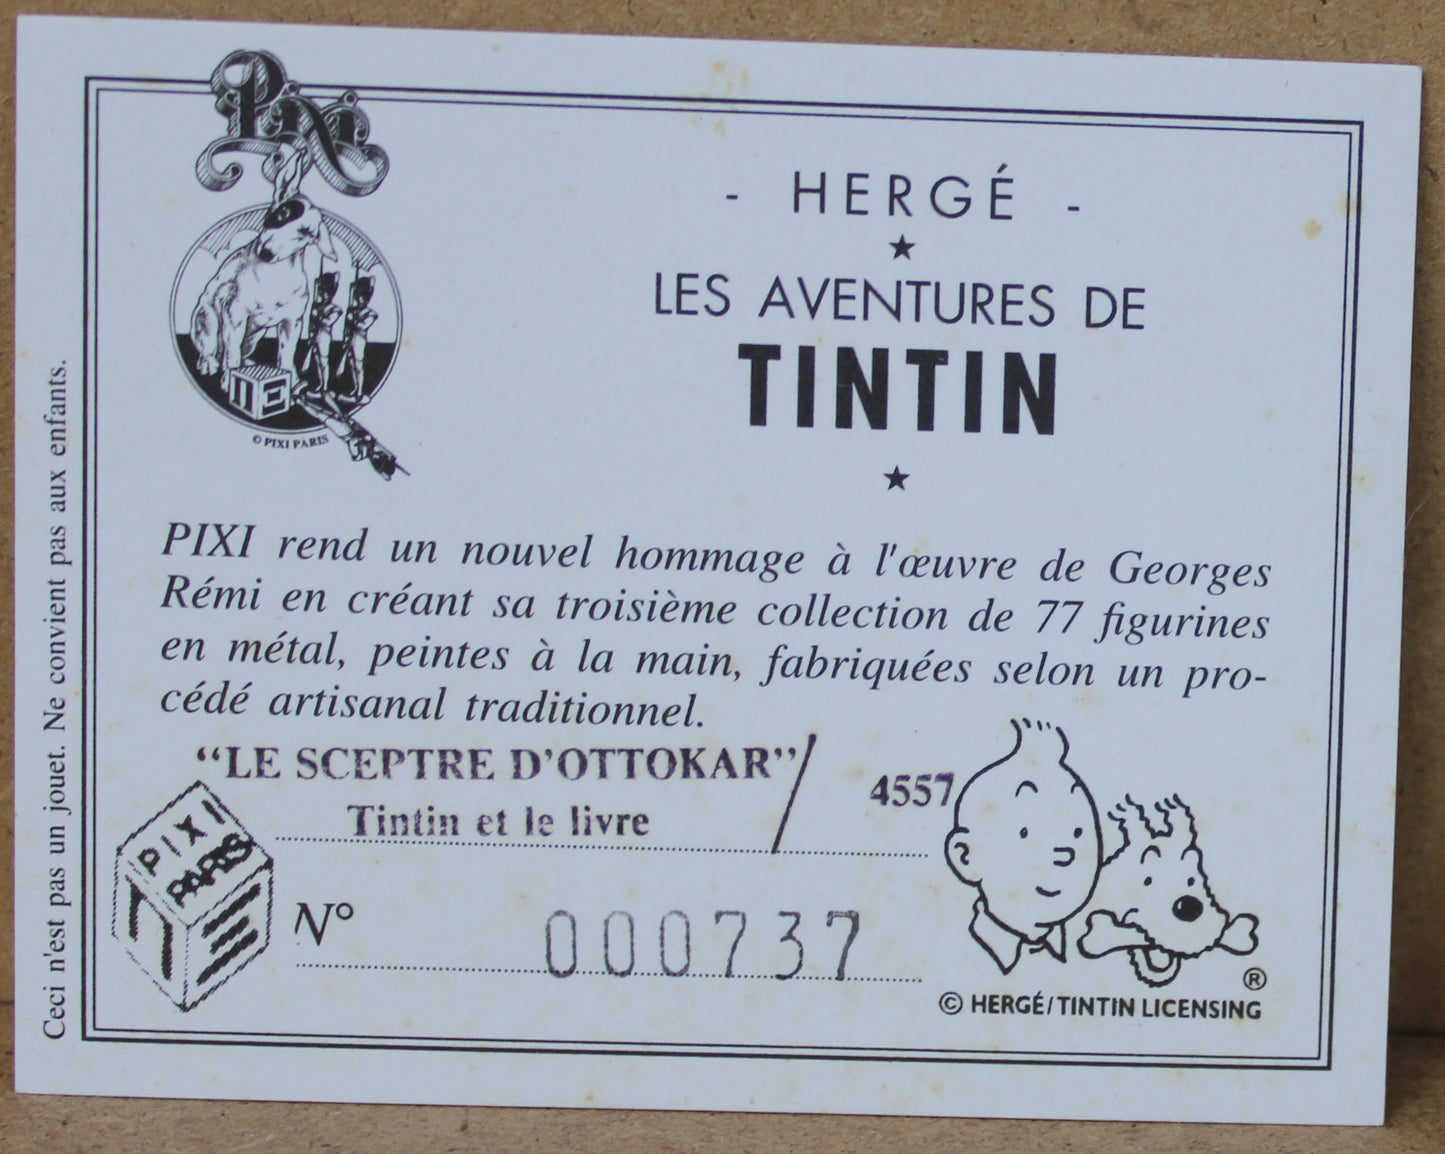 Pixi
© PIXI PARIS
- HERGÉ -
★
LES AVENTURES DE
TINTIN
★
PIXI rend un nouvel hommage à l'œuvre de Georges
Rémi en créant sa troisième collection de 77 figurines
en métal, peintes à la main, fabriquées selon un pro-
cédé artisanal traditionnel.
“LE SCEPTRE D’OTTOKAR” / 4557
Tintin et le livre
PIXI
PARIS
N° 000737
®
© HERGÉ/TINTIN LICENSING
Ceci n'est pas un jouet. Ne convient pas aux enfants.